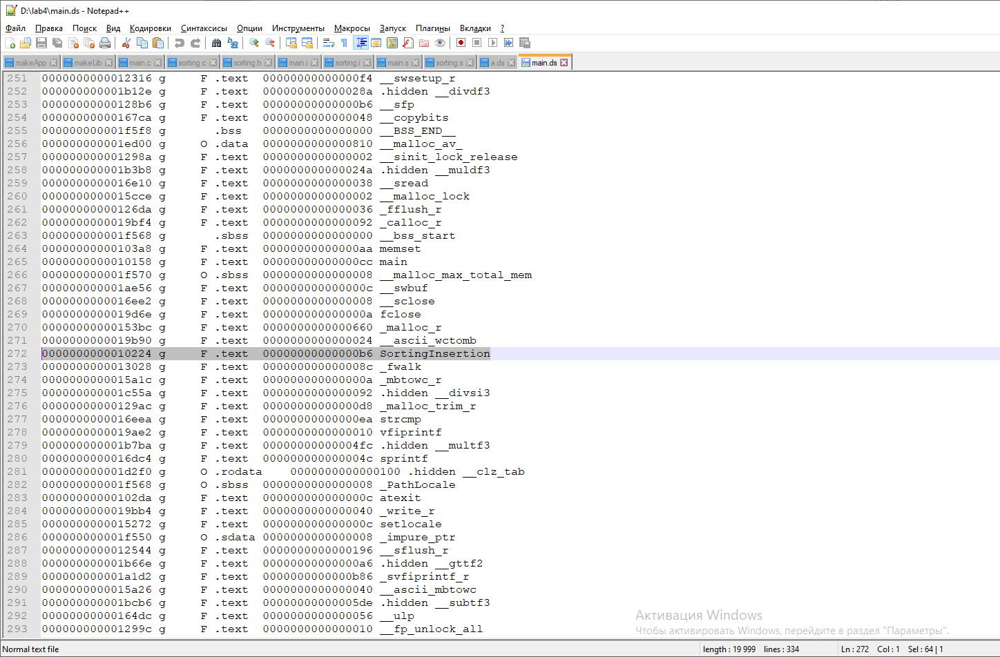 D:\lab4\main.ds - Notepad++
Файл Правка Поиск Вид Кодировки Синтаксисы Опции Инструменты Макросы Запуск Плагины Вкладки ?
makeApp makeLib main.c sorting.c sorting.h main.i sorting.i main.s sorting.s a.ds main.ds
251 0000000000012316 g F .text 00000000000000f4 __swsetup_r
252 000000000001b12e g F .text 000000000000028a .hidden __divdf3
253 00000000000128b6 g F .text 00000000000000b6 __sfp
254 00000000000167ca g F .text 0000000000000048 __copybits
255 000000000001f5f8 g .bss 0000000000000000 __BSS_END__
256 000000000001ed00 g O .data 0000000000000810 __malloc_av_
257 000000000001298a g F .text 0000000000000002 __sinit_lock_release
258 000000000001b3b8 g F .text 000000000000024a .hidden __muldf3
259 0000000000016e10 g F .text 0000000000000038 __sread
260 0000000000015cce g F .text 0000000000000002 __malloc_lock
261 00000000000126da g F .text 0000000000000036 _fflush_r
262 0000000000019bf4 g F .text 0000000000000092 _calloc_r
263 000000000001f568 g .sbss 0000000000000000 __bss_start
264 00000000000103a8 g F .text 00000000000000aa memset
265 0000000000010158 g F .text 00000000000000cc main
266 000000000001f570 g O .sbss 0000000000000008 __malloc_max_total_mem
267 000000000001ae56 g F .text 000000000000000c __swbuf
268 0000000000016ee2 g F .text 0000000000000008 __sclose
269 0000000000019d6e g F .text 000000000000000a fclose
270 00000000000153bc g F .text 0000000000000660 _malloc_r
271 0000000000019b90 g F .text 0000000000000024 __ascii_wctomb
272 0000000000010224 g F .text 00000000000000b6 SortingInsertion
273 0000000000013028 g F .text 000000000000008c _fwalk
274 0000000000015a1c g F .text 000000000000000a _mbtowc_r
275 000000000001c55a g F .text 0000000000000092 .hidden __divsi3
276 00000000000129ac g F .text 00000000000000d8 _malloc_trim_r
277 0000000000016eea g F .text 00000000000000ea strcmp
278 0000000000019ae2 g F .text 0000000000000010 vfiprintf
279 000000000001b7ba g F .text 00000000000004fc .hidden __multf3
280 0000000000016dc4 g F .text 000000000000004c sprintf
281 000000000001d2f0 g O .rodata 0000000000000100 .hidden __clz_tab
282 000000000001f568 g O .sbss 0000000000000008 _PathLocale
283 00000000000102da g F .text 000000000000000c atexit
284 0000000000019bb4 g F .text 0000000000000040 _write_r
285 0000000000015272 g F .text 000000000000000c setlocale
286 000000000001f550 g O .sdata 0000000000000008 _impure_ptr
287 0000000000012544 g F .text 0000000000000196 __sflush_r
288 000000000001b66e g F .text 00000000000000a6 .hidden __gttf2
289 000000000001a1d2 g F .text 0000000000000b86 _svfiprintf_r
290 0000000000015a26 g F .text 0000000000000040 __ascii_mbtowc
291 000000000001bcb6 g F .text 00000000000005de .hidden __subtf3
292 00000000000164dc g F .text 0000000000000056 __ulp
293 000000000001299c g F .text 0000000000000010 __fp_unlock_all
Активация Windows
Чтобы активировать Windows, перейдите в раздел "Параметры".
Normal text file length : 19 999 lines : 334 Ln : 272 Col : 1 Sel : 64 | 1